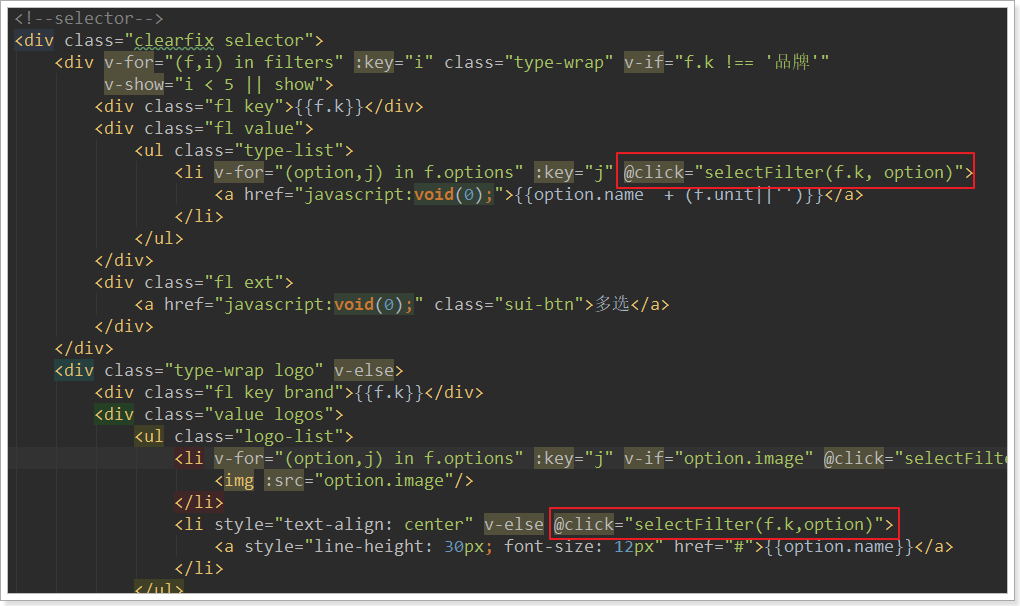 <!--selector-->
<div class="clearfix selector">
<div v-for="(f,i) in filters" :key="i" class="type-wrap" v-if="f.k !== '品牌'"
v-show="i < 5 || show">
<div class="fl key">{{f.k}}</div>
<div class="fl value">
<ul class="type-list">
<li v-for="(option,j) in f.options" :key="j" @click="selectFilter(f.k, option)">
<a href="javascript:void(0);">{{option.name  + (f.unit||'')}}</a>
</li>
</ul>
</div>
<div class="fl ext">
<a href="javascript:void(0);" class="sui-btn">多选</a>
</div>
</div>
<div class="type-wrap logo" v-else>
<div class="fl key brand">{{f.k}}</div>
<div class="value logos">
<ul class="logo-list">
<li v-for="(option,j) in f.options" :key="j" v-if="option.image" @click="selectFilte
<img :src="option.image"/>
</li>
<li style="text-align: center" v-else @click="selectFilter(f.k,option)">
<a style="line-height: 30px; font-size: 12px" href="#">{{option.name}}</a>
</li>
</ul>